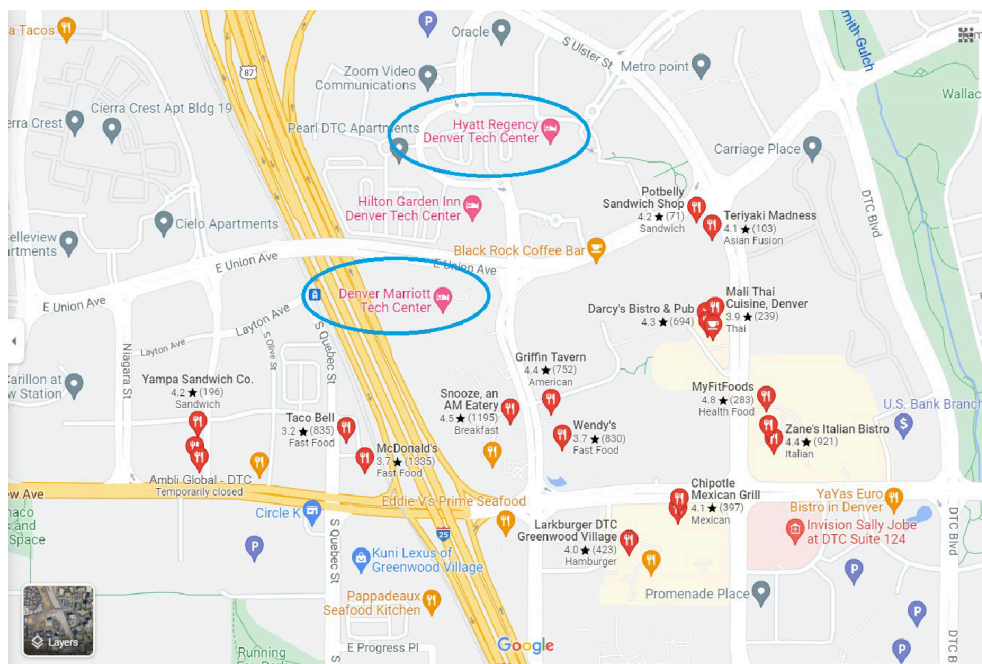 a Tacos
P
Oracle
S Ulster St
Smith Gulch
Metro point
87
Zoom Video
Communications
Wallac
Cierra Crest Apt Bldg 19
erra Crest
Pearl DTC Apartments
Hyatt Regency
Denver Tech Center
Carriage Place
Hilton Garden Inn
Denver Tech Center
Potbelly
Sandwich Shop
4.2 ★ (71)
Sandwich
Teriyaki Madness
4.1 ★ (103)
Asian Fusion
DTC Blvd
Cielo Apartments
Belleview
artments
Black Rock Coffee Bar
E Union Ave
E Union Ave
E Union Ave
Denver Marriott
Tech Center
Mali Thai
Cuisine, Denver
3.9 ★ (239)
Thai
Darcy's Bistro & Pub
4.3 ★ (694)
Layton Ave
Layton Ave
S Quebec St
S Olive St
Niagara St
Carillon at
w Station
Yampa Sandwich Co.
4.2 ★ (196)
Sandwich
Griffin Tavern
4.4 ★ (752)
American
Snooze, an
AM Eatery
4.5 ★ (1195)
Breakfast
MyFitFoods
4.8 ★ (283)
Health Food
U.S. Bank Branch
$
Taco Bell
3.2 ★ (835)
Fast Food
Wendy's
3.7 ★ (830)
Fast Food
Zane's Italian Bistro
4.4 ★ (921)
Italian
McDonald's
3.7 ★ (1335)
Fast Food
Ambli Global - DTC
Temporarily closed
ew Ave
Eddie V's Prime Seafood
Chipotle
Mexican Grill
4.1 ★ (397)
Mexican
YaYas Euro
Bistro in Denver
Circle K
maco
k and
Space
25
Larkburger DTC
Greenwood Village
4.0 ★ (423)
Hamburger
Invision Sally Jobe
at DTC Suite 124
DTC Blvd
S Quebec St
P
Kuni Lexus of
Greenwood Village
P
Pappadeaux
Seafood Kitchen
Promenade Place
P
Layers
Google
E Progress Pl
P
DTC B
Running